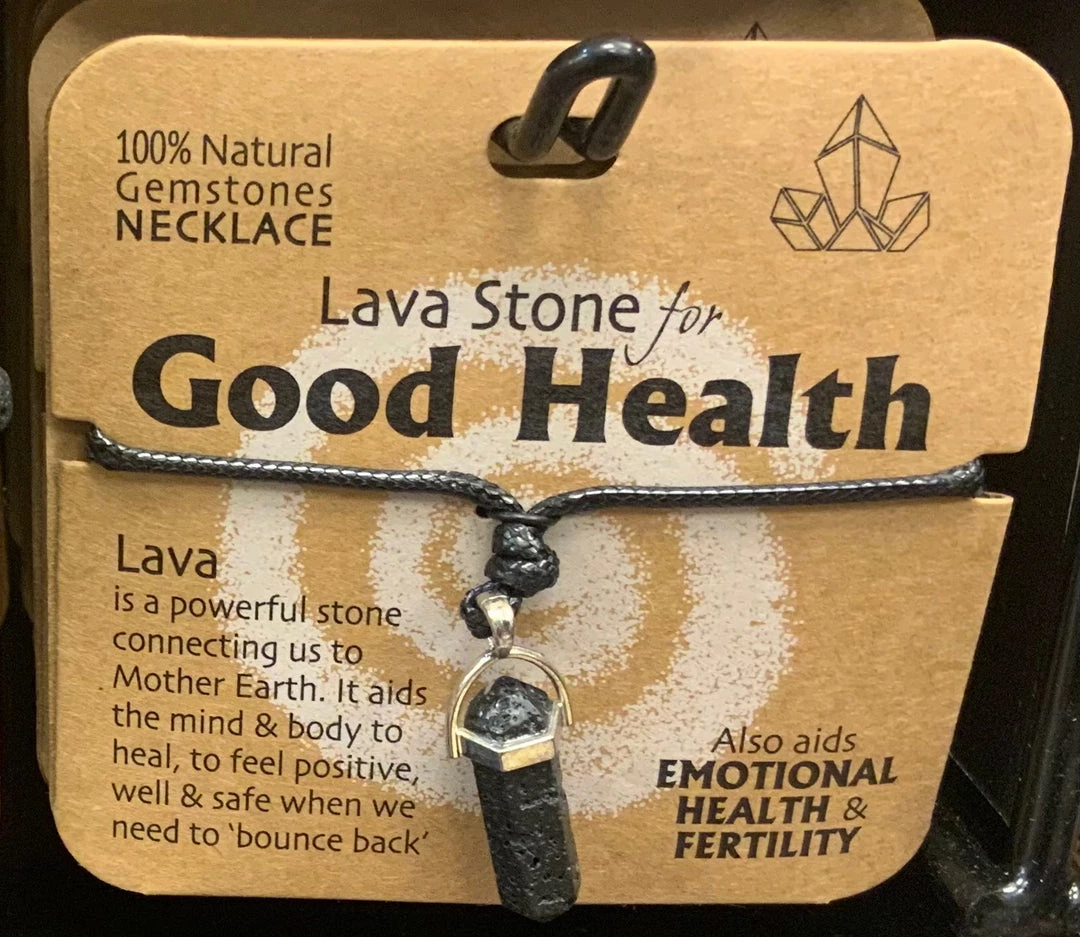 100% Natural
Gemstones
NECKLACE
Lava Stone for
Good Health
Lava
is a powerful stone
connecting us to
Mother Earth. It aids
the mind & body to
heal, to feel positive,
well & safe when we
need to ‘bounce back’
Also aids
EMOTIONAL
HEALTH &
FERTILITY